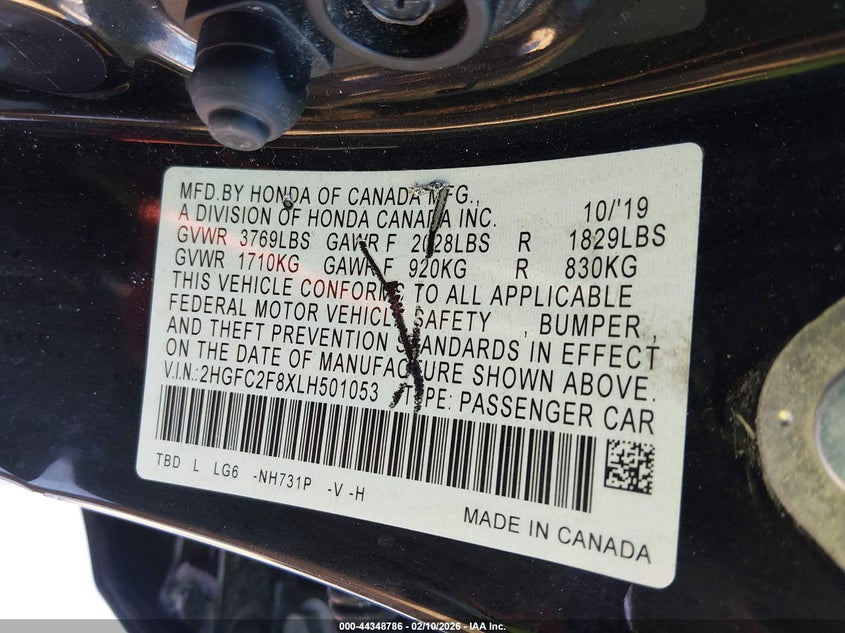 MFD.BY HONDA OF CANADA MFG.,
A DIVISION OF HONDA CANADA INC. 10/'19
GVWR 3769LBS GAWR F 2028LBS R 1829LBS
GVWR 1710KG GAWR F 920KG R 830KG
THIS VEHICLE CONFORMS TO ALL APPLICABLE
FEDERAL MOTOR VEHICLE SAFETY , BUMPER ,
AND THEFT PREVENTION STANDARDS IN EFFECT
ON THE DATE OF MANUFACTURE SHOWN ABOVE.
V.I.N.:2HGFC2F8XLH501053 TYPE: PASSENGER CAR
TBD L LG6 -NH731P -V -H
MADE IN CANADA
000-44348786 - 02/10/2026 - IAA Inc.